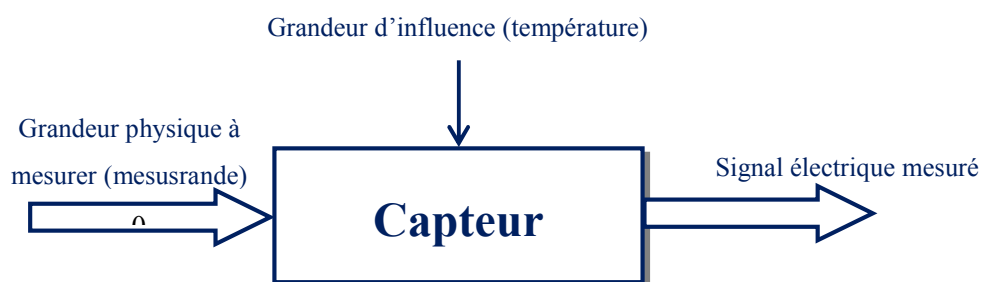 Grandeur d’influence (température)
Grandeur physique à
mesurer (mesusrande)
Signal électrique mesuré
Capteur